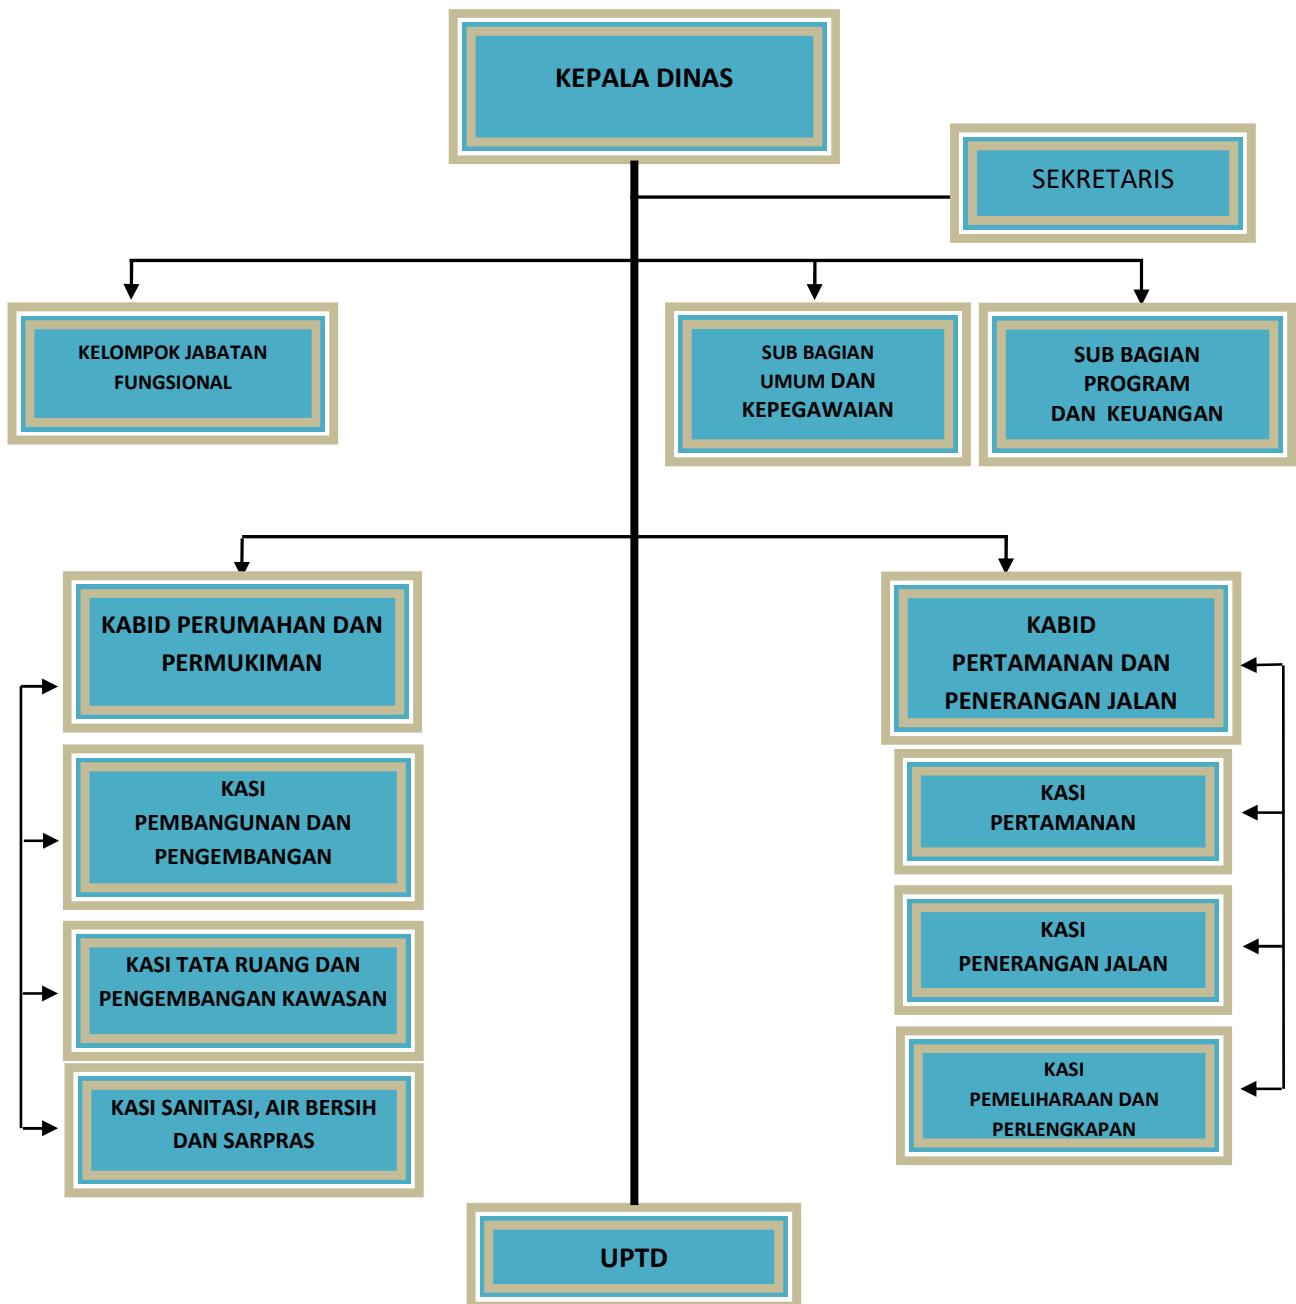 KEPALA DINAS
SEKRETARIS
KELOMPOK JABATAN
FUNGSIONAL
SUB BAGIAN
UMUM DAN
KEPEGAWAIAN
SUB BAGIAN
PROGRAM
DAN KEUANGAN
KABID PERUMAHAN DAN
PERMUKIMAN
KABID
PERTAMANAN DAN
PENERANGAN JALAN
KASI
PEMBANGUNAN DAN
PENGEMBANGAN
KASI
PERTAMANAN
KASI TATA RUANG DAN
PENGEMBANGAN KAWASAN
KASI
PENERANGAN JALAN
KASI SANITASI, AIR BERSIH
DAN SARPRAS
KASI
PEMELIHARAAN DAN
PERLENGKAPAN
UPTD